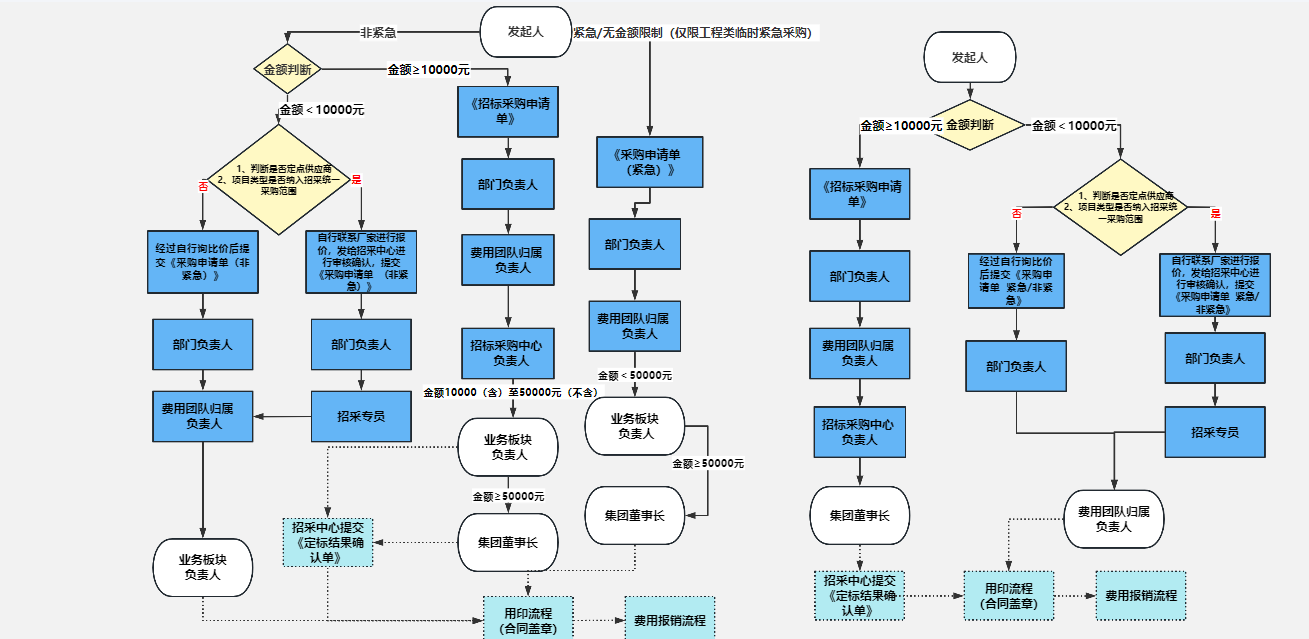 发起人
非紧急
紧急/无金额限制（仅限工程类临时紧急采购）
金额判断
金额≥10000元
金额＜10000元
《招标采购申请
单》
1、判断是否定点供应商
2、项目类型是否纳入招采统一
采购范围
否
是
《采购申请单
（紧急）》
部门负责人
经过自行询比价后提
交《采购申请单（非
紧急）》
自行联系厂家进行报
价，发给招采中心进
行审核确认，提交
《采购申请单 （非紧
急）》
费用团队归属
负责人
部门负责人
部门负责人
部门负责人
招标采购中心
负责人
费用团队归属
负责人
金额＜50000元
金额10000（含）至50000元（不含）
费用团队归属
负责人
招采专员
业务板块
负责人
业务板块
负责人
金额≥50000元
金额≥50000元
招采中心提交
《定标结果确
认单》
集团董事长
集团董事长
业务板块
负责人
用印流程
（合同盖章）
费用报销流程
发起人
金额判断
金额≥10000元
金额＜10000元
《招标采购申请
单》
1、判断是否定点供应商
2、项目类型是否纳入招采统
一采购范围
否
是
部门负责人
经过自行询比价
后提交《采购申
请单 紧急/非紧
急》
自行联系厂家进行报
价，发给招采中心进
行审核确认，提交
《采购申请单 紧急/
非紧急》
费用团队归属
负责人
部门负责人
部门负责人
招标采购中心
负责人
招采专员
集团董事长
费用团队归属
负责人
招采中心提交
《定标结果确
认单》
用印流程
（合同盖章）
费用报销流程